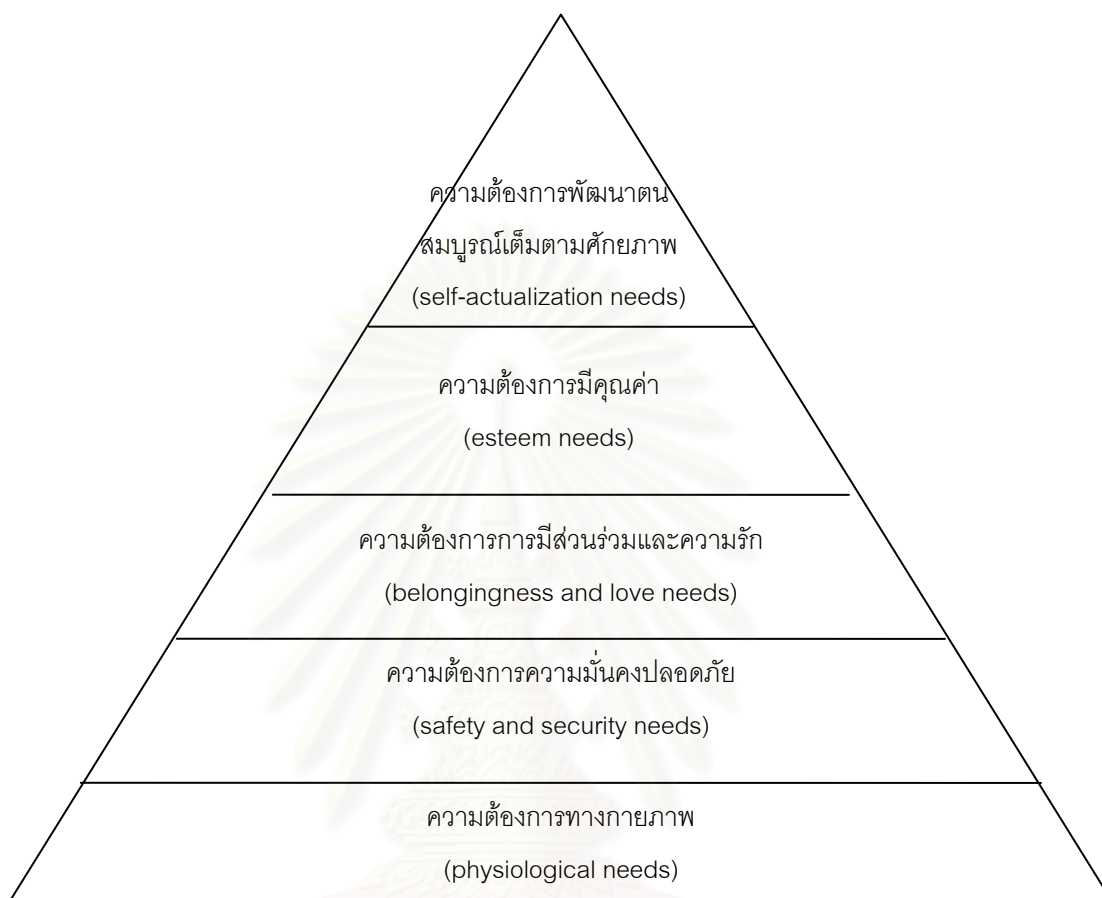 ความต้องการพัฒนาตน
สมบูรณ์เต็มตามศักยภาพ
(self-actualization needs)
ความต้องการมีคุณค่า
(esteem needs)
ความต้องการการมีส่วนร่วมและความรัก
(belongingness and love needs)
ความต้องการความมั่นคงปลอดภัย
(safety and security needs)
ความต้องการทางกายภาพ
(physiological needs)